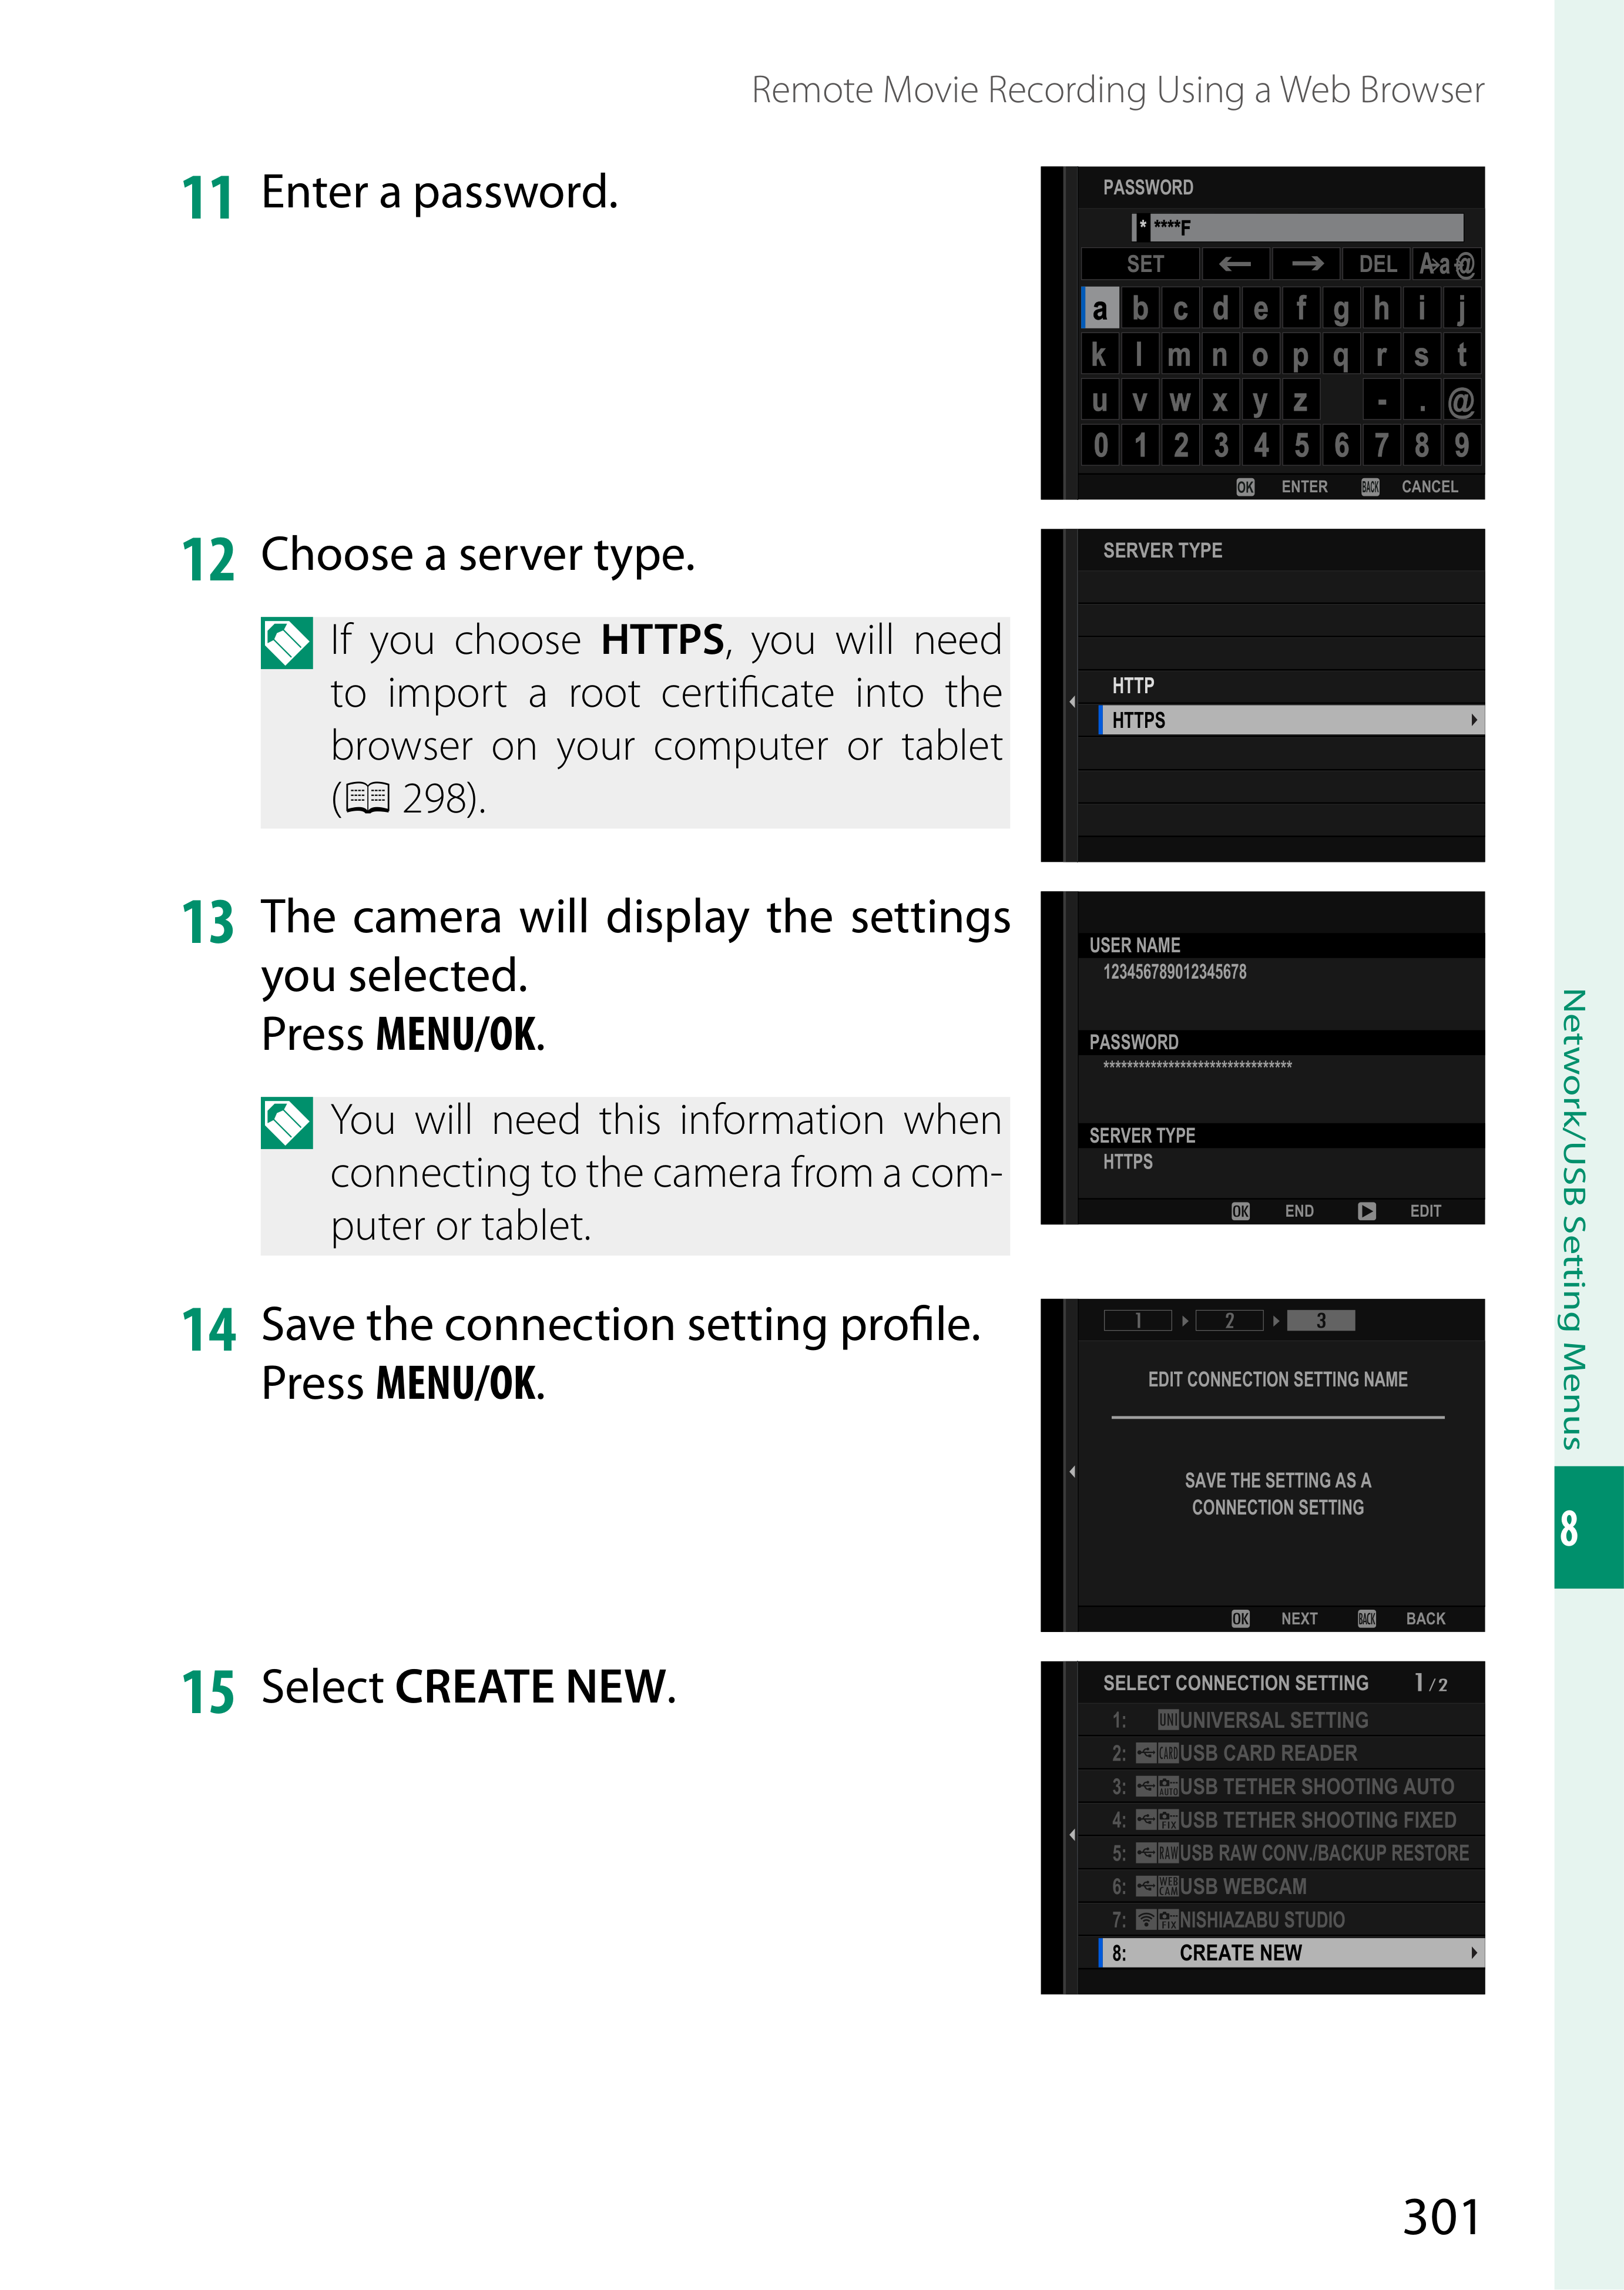 Remote Movie Recording Using a Web Browser
11 Enter a password.
PASSWORD
* ****F
SET ← → DEL A→a→@
a b c d e f g h i j
k l m n o p q r s t
u v w x y z - . @
0 1 2 3 4 5 6 7 8 9
OK ENTER BACK CANCEL
12 Choose a server type.
If you choose HTTPS, you will need
to import a root certificate into the
browser on your computer or tablet
(298).
SERVER TYPE
HTTP
HTTPS
13 The camera will display the settings
you selected.
Press MENU/OK.
You will need this information when
connecting to the camera from a com-
puter or tablet.
USER NAME
123456789012345678
PASSWORD
********************************
SERVER TYPE
HTTPS
OK END EDIT
14 Save the connection setting profile.
Press MENU/OK.
1 2 3
EDIT CONNECTION SETTING NAME
SAVE THE SETTING AS A
CONNECTION SETTING
OK NEXT BACK BACK
15 Select CREATE NEW.
SELECT CONNECTION SETTING 1/2
1: UNI UNIVERSAL SETTING
2: CARD USB CARD READER
3: AUTO USB TETHER SHOOTING AUTO
4: FIX USB TETHER SHOOTING FIXED
5: RAW USB RAW CONV./BACKUP RESTORE
6: WEB CAM USB WEBCAM
7: FIX NISHIAZABU STUDIO
8: CREATE NEW
Network/USB Setting Menus
8
301